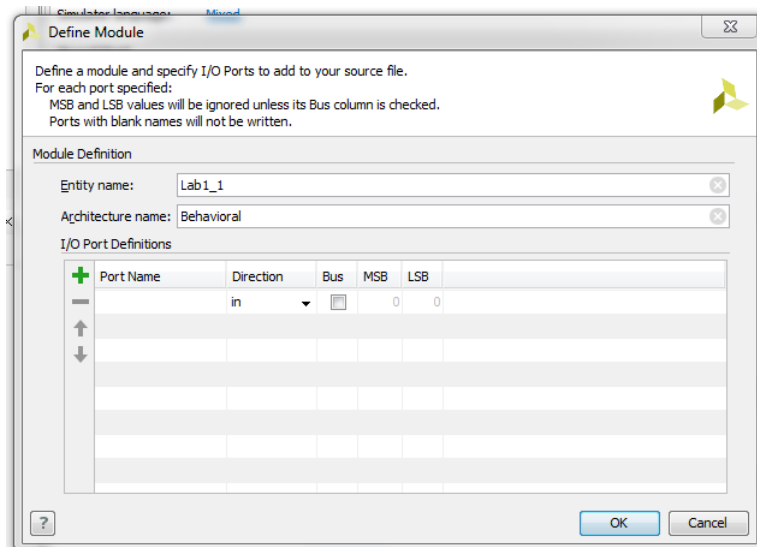 Simulator language: Mixed
Define Module
Define a module and specify I/O Ports to add to your source file.
For each port specified:
MSB and LSB values will be ignored unless its Bus column is checked.
Ports with blank names will not be written.
Module Definition
Entity name: Lab1_1
Architecture name: Behavioral
I/O Port Definitions
Port Name Direction Bus MSB LSB
in 0 0
? OK Cancel